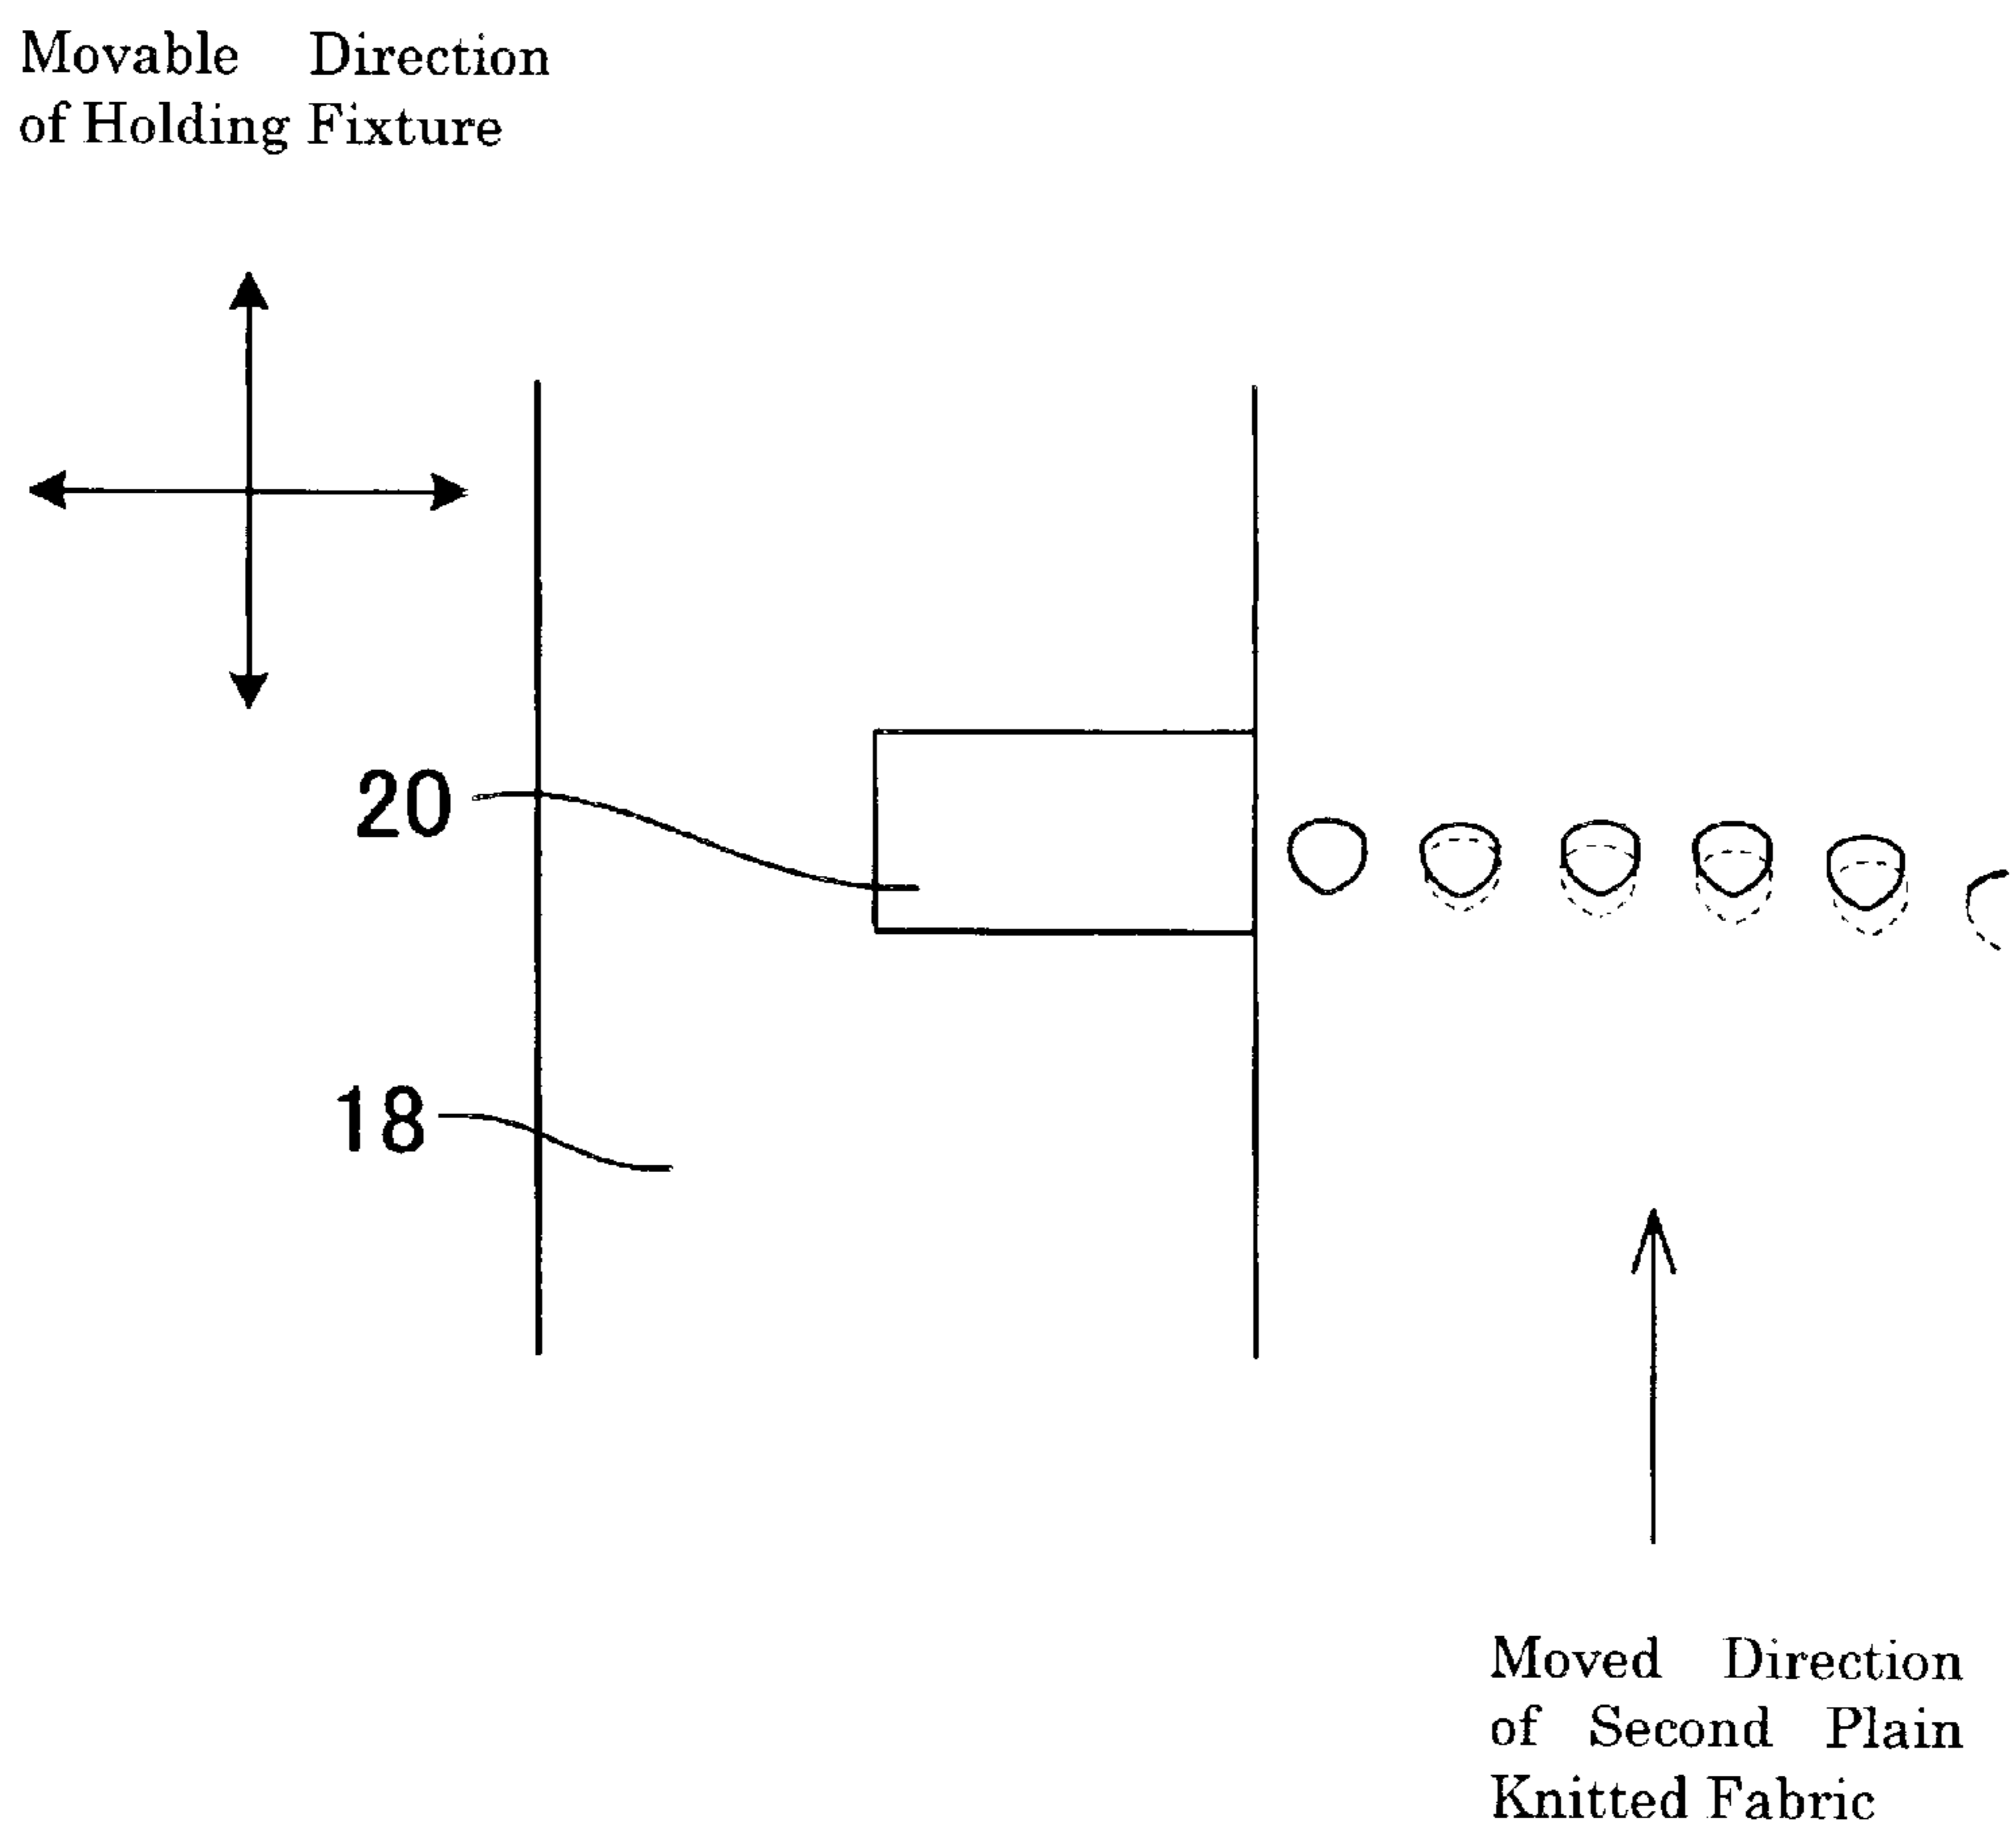 Movable Direction
of Holding Fixture
20
18
Moved Direction
of Second Plain
Knitted Fabric